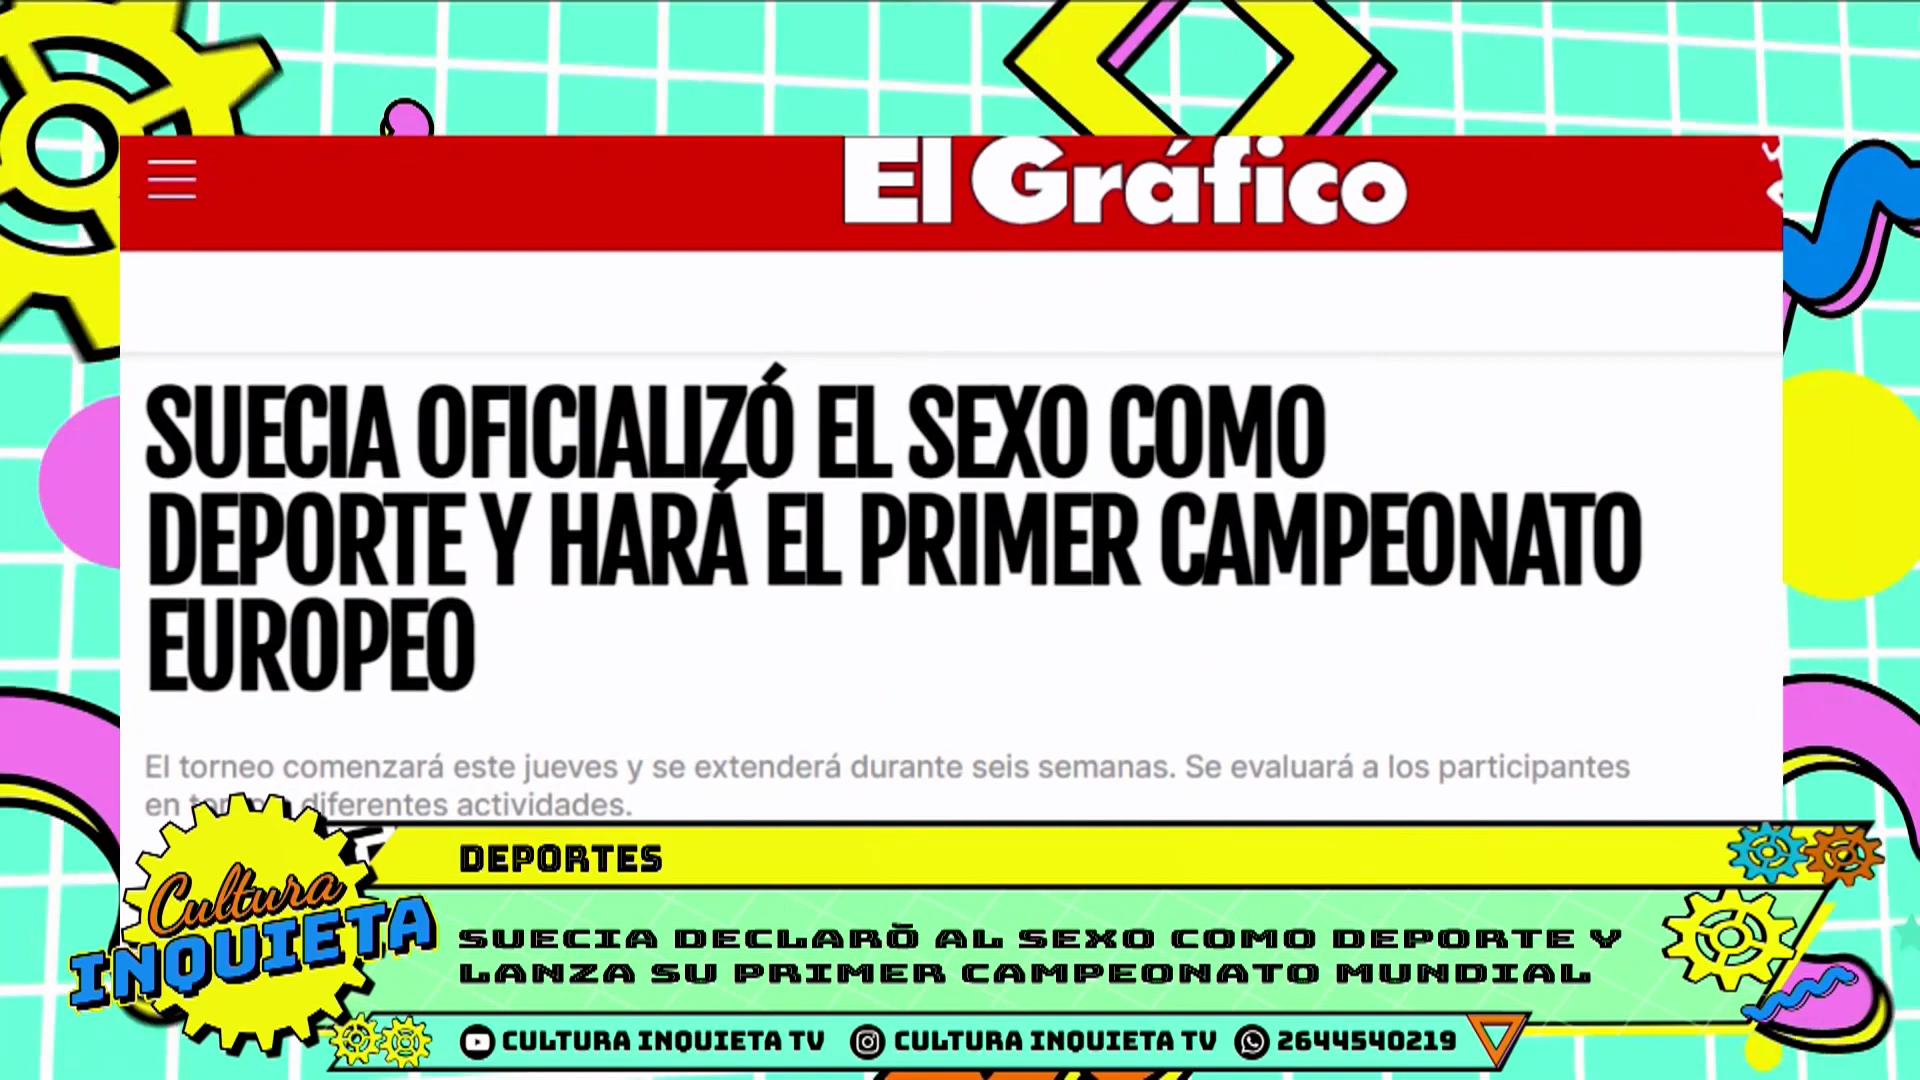 El Gráfico
SUECIA OFICIALIZÓ EL SEXO COMO
DEPORTE Y HARÁ EL PRIMER CAMPEONATO
EUROPEO
El torneo comenzará este jueves y se extenderá durante seis semanas. Se evaluará a los participantes
en diferentes actividades.
DEPORTES
Cultura
INQUIETA
SUECIA DECLARÓ AL SEXO COMO DEPORTE Y
LANZA SU PRIMER CAMPEONATO MUNDIAL
CULTURA INQUIETA TV CULTURA INQUIETA TV 2644540219